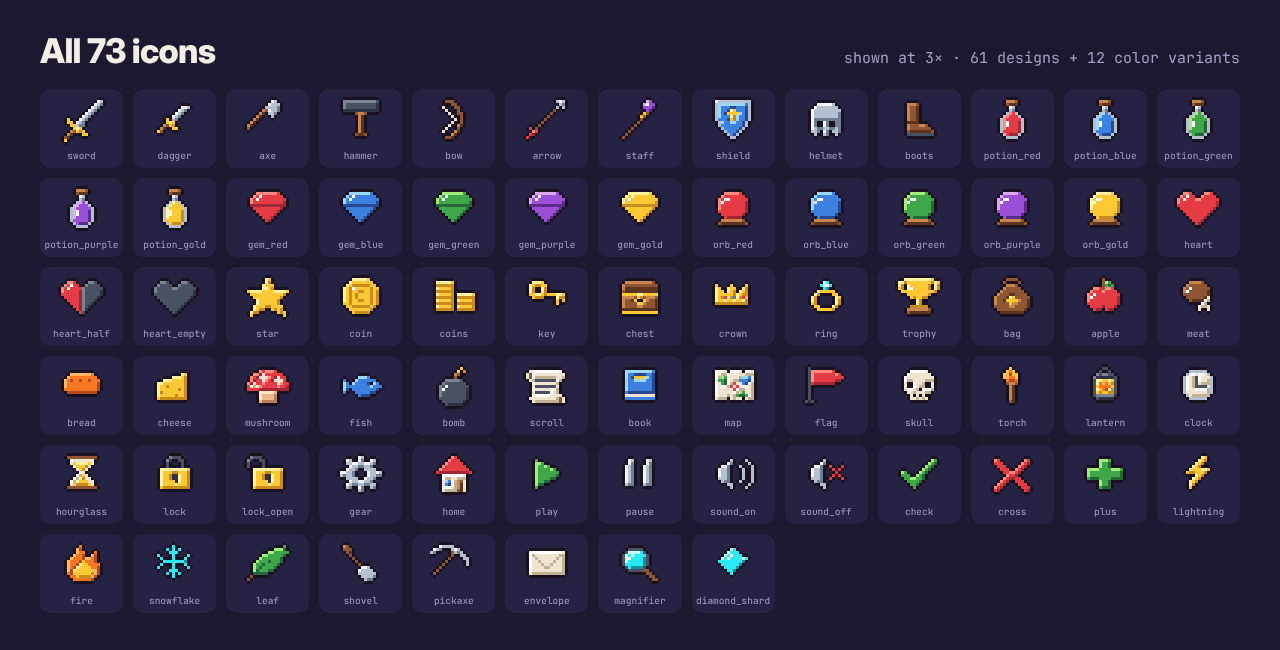 All 73 icons
shown at 3× · 61 designs + 12 color variants
sword dagger axe hammer bow arrow staff shield helmet boots potion_red potion_blue potion_green
potion_purple potion_gold gem_red gem_blue gem_green gem_purple gem_gold orb_red orb_blue orb_green orb_purple orb_gold heart
heart_half heart_empty star coin coins key chest crown ring trophy bag apple meat
bread cheese mushroom fish bomb scroll book map flag skull torch lantern clock
hourglass lock lock_open gear home play pause sound_on sound_off check cross plus lightning
fire snowflake leaf shovel pickaxe envelope magnifier diamond_shard